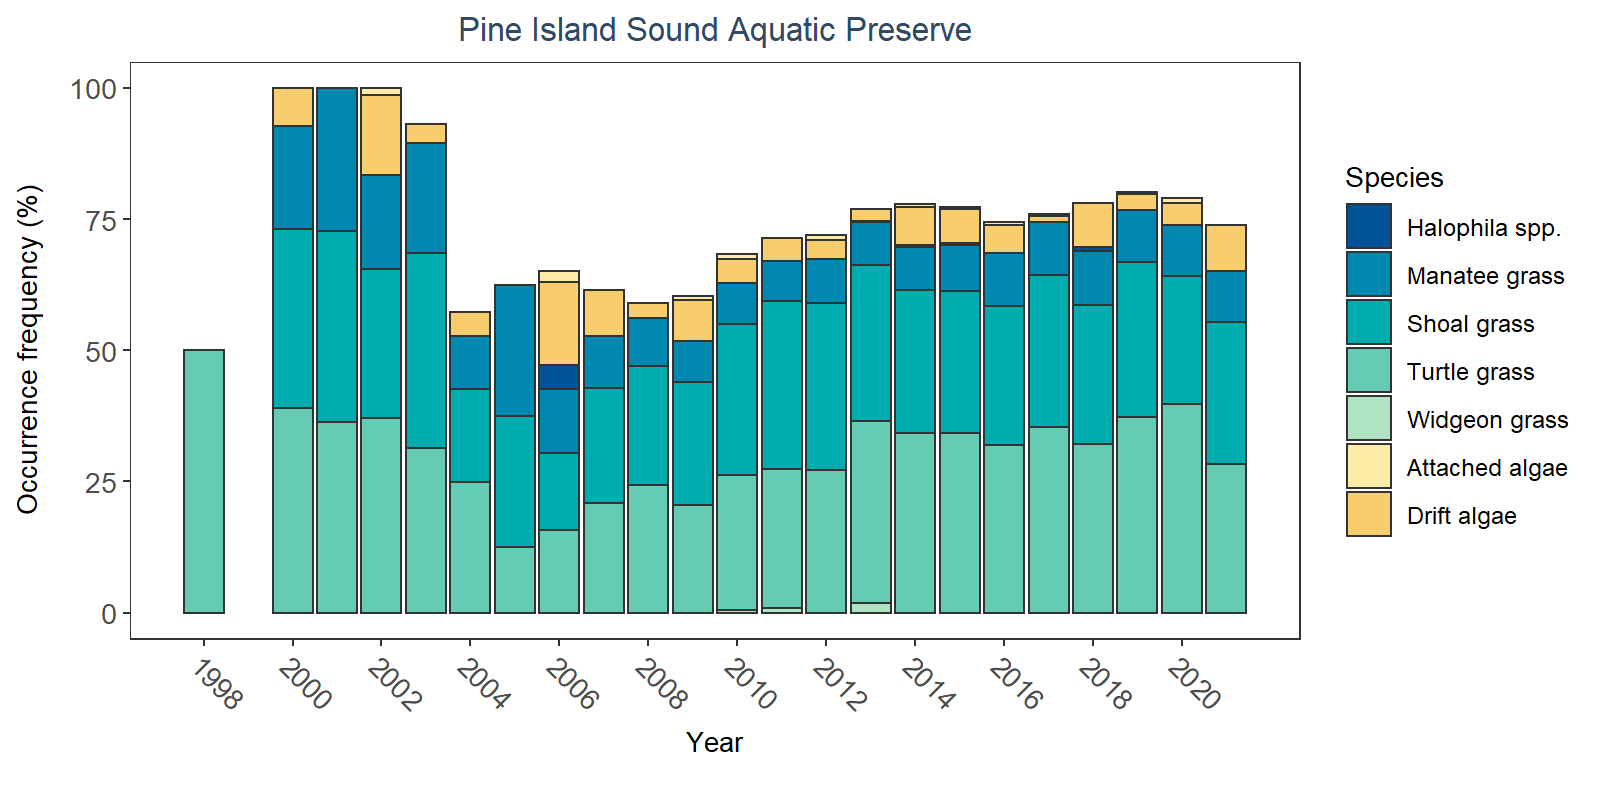 Pine Island Sound Aquatic Preserve
Occurrence frequency (%)
100
75
50
25
0
1998
2000
2002
2004
2006
2008
2010
2012
2014
2016
2018
2020
Year
Species
Halophila spp.
Manatee grass
Shoal grass
Turtle grass
Widgeon grass
Attached algae
Drift algae